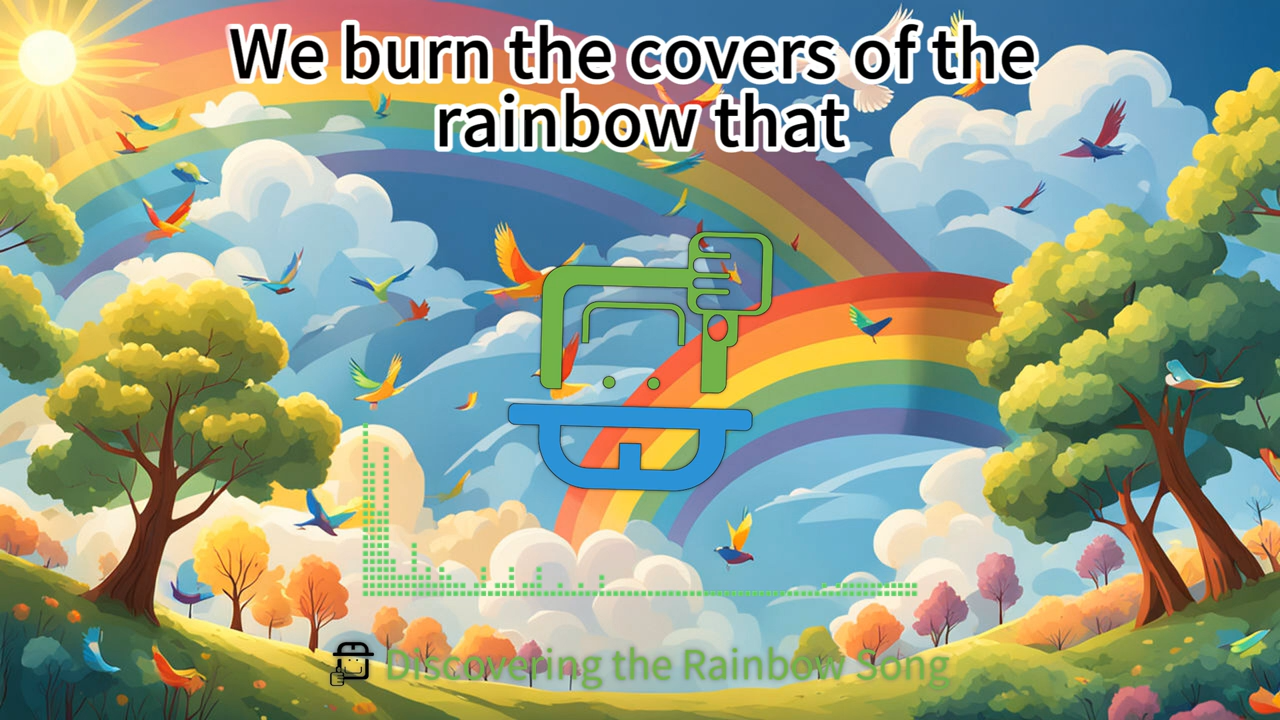 We burn the covers of the
rainbow that
Discovering the Rainbow Song